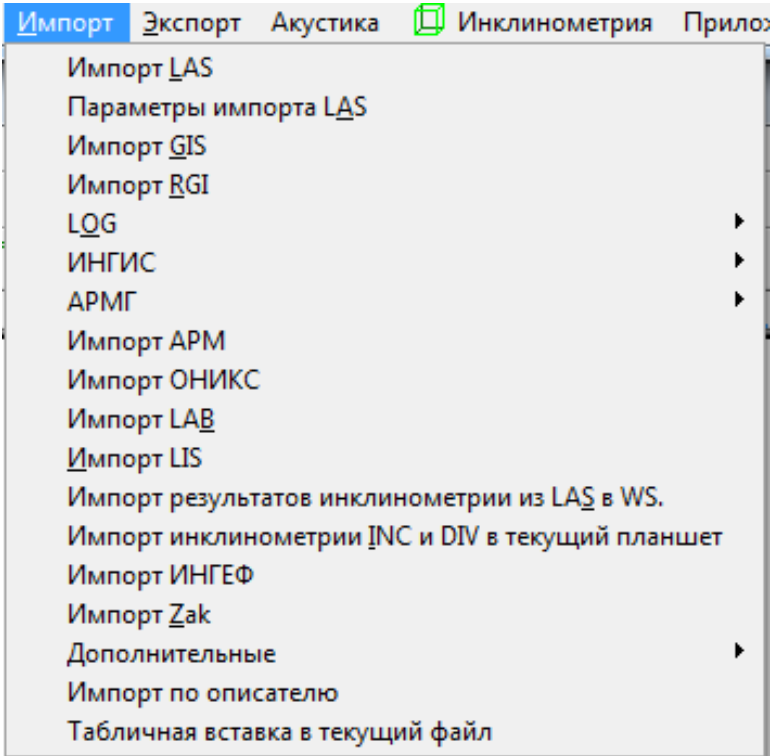 Импорт Экспорт Акустика Инклинометрия
Импорт LAS
Параметры импорта LAS
Импорт GIS
Импорт RGI
LOG
ИНГИС
АРМГ
Импорт АРМ
Импорт ОНИКС
Импорт LAB
Импорт LIS
Импорт результатов инклинометрии из LAS в WS.
Импорт инклинометрии INC и DIV в текущий планшет
Импорт ИНГЕФ
Импорт Zak
Дополнительные
Импорт по описателю
Табличная вставка в текущий файл